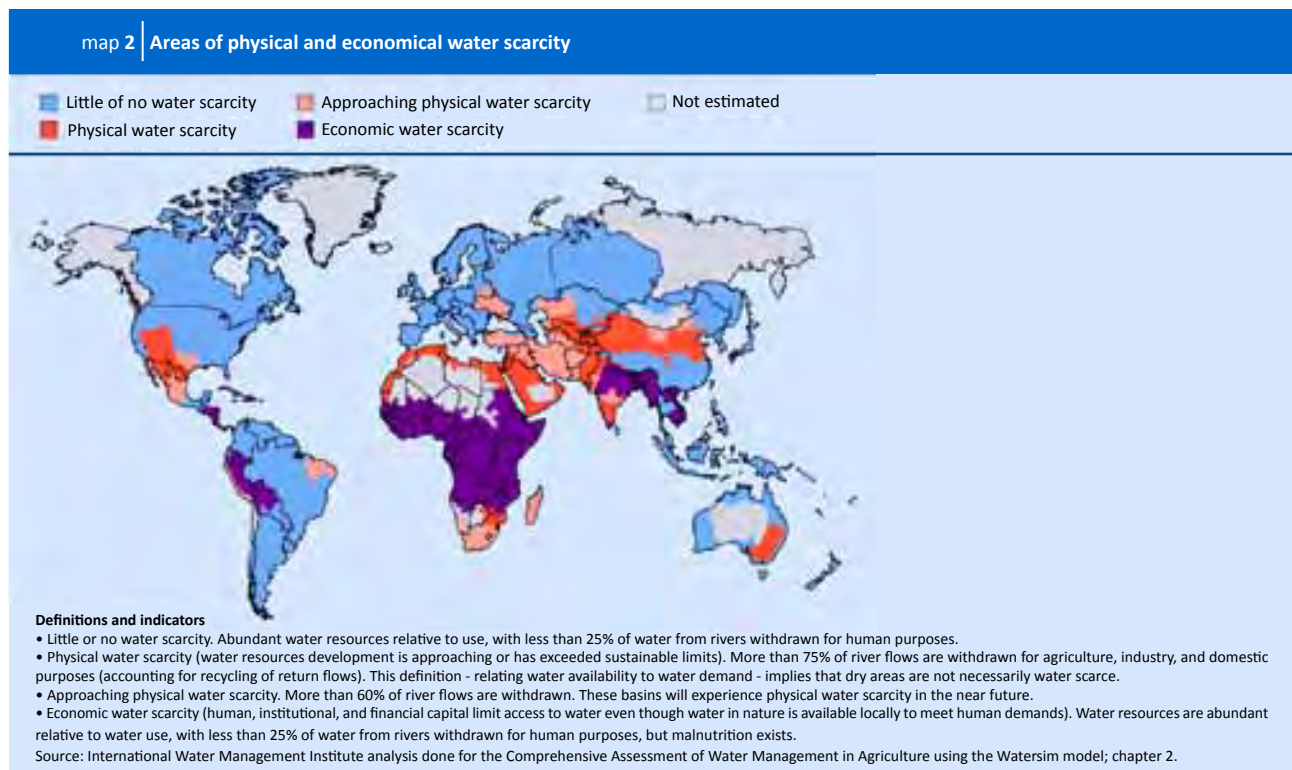 map 2 Areas of physical and economical water scarcity
Little of no water scarcity
Approaching physical water scarcity
Not estimated
Physical water scarcity
Economic water scarcity
Definitions and indicators
• Little or no water scarcity. Abundant water resources relative to use, with less than 25% of water from rivers withdrawn for human purposes.
• Physical water scarcity (water resources development is approaching or has exceeded sustainable limits). More than 75% of river flows are withdrawn for agriculture, industry, and domestic
purposes (accounting for recycling of return flows). This definition - relating water availability to water demand - implies that dry areas are not necessarily water scarce.
• Approaching physical water scarcity. More than 60% of river flows are withdrawn. These basins will experience physical water scarcity in the near future.
• Economic water scarcity (human, institutional, and financial capital limit access to water even though water in nature is available locally to meet human demands). Water resources are abundant
relative to water use, with less than 25% of water from rivers withdrawn for human purposes, but malnutrition exists.
Source: International Water Management Institute analysis done for the Comprehensive Assessment of Water Management in Agriculture using the Watersim model; chapter 2.